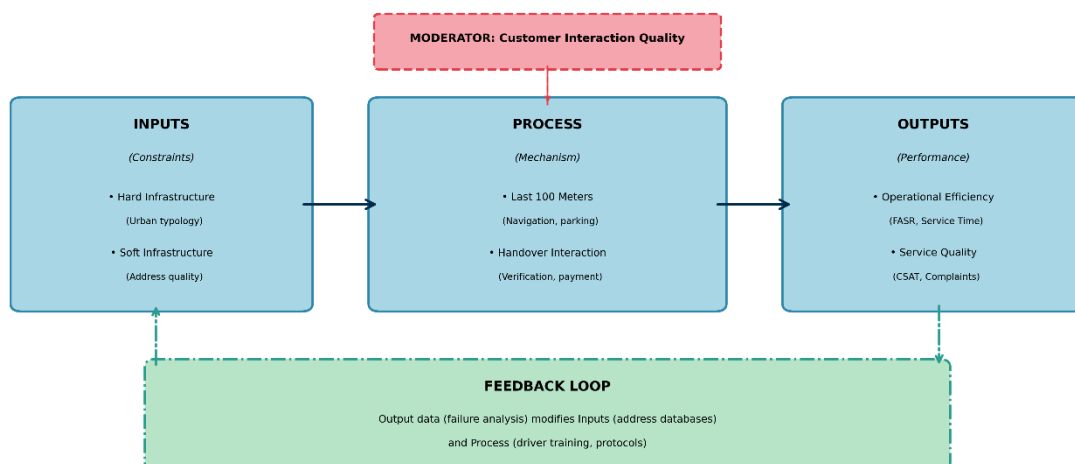 MODERATOR: Customer Interaction Quality
INPUTS
(Constraints)
• Hard Infrastructure
(Urban typology)
• Soft Infrastructure
(Address quality)
PROCESS
(Mechanism)
• Last 100 Meters
(Navigation, parking)
• Handover Interaction
(Verification, payment)
OUTPUTS
(Performance)
• Operational Efficiency
(FASR, Service Time)
• Service Quality
(CSAT, Complaints)
FEEDBACK LOOP
Output data (failure analysis) modifies Inputs (address databases)
and Process (driver training, protocols)